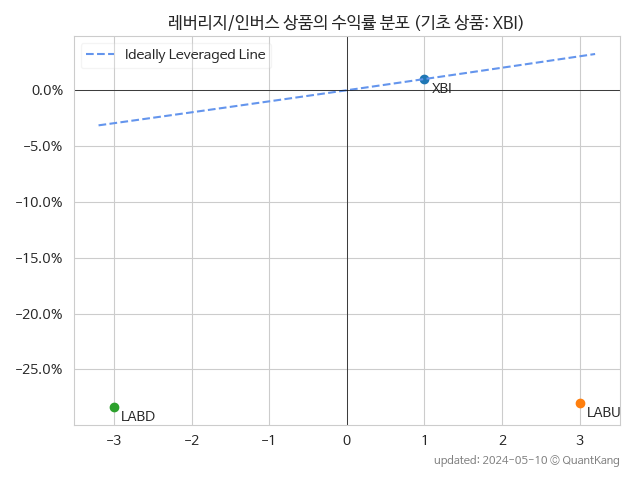 레버리지/인버스 상품의 수익률 분포 (기초 상품: XBI)
Ideally Leveraged Line
0.0%
XBI
-5.0%
-10.0%
-15.0%
-20.0%
-25.0%
LABD
LABU
-3 -2 -1 0 1 2 3
updated: 2024-05-10 © QuantKang